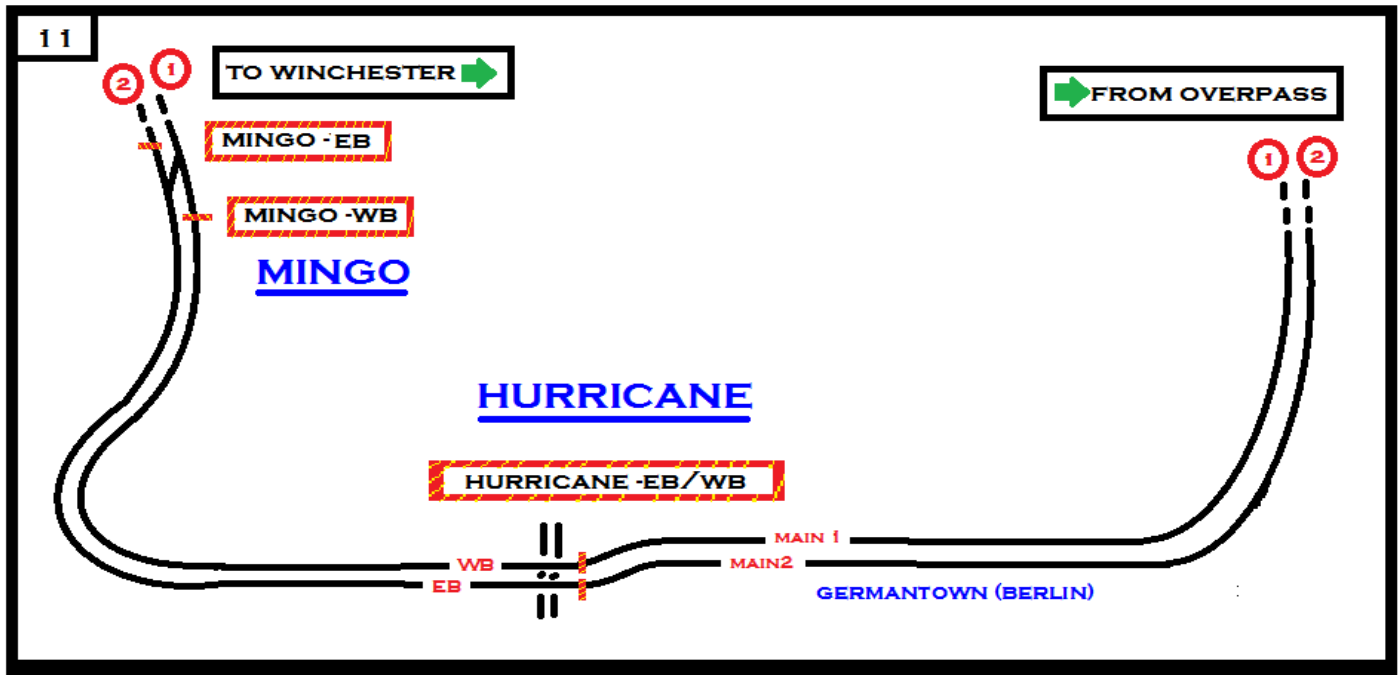 11
2 1
TO WINCHESTER
FROM OVERPASS
MINGO - EB
1 2
MINGO -WB
MINGO
HURRICANE
HURRICANE -EB/WB
MAIN 1
WB
MAIN2
EB
GERMANTOWN (BERLIN)